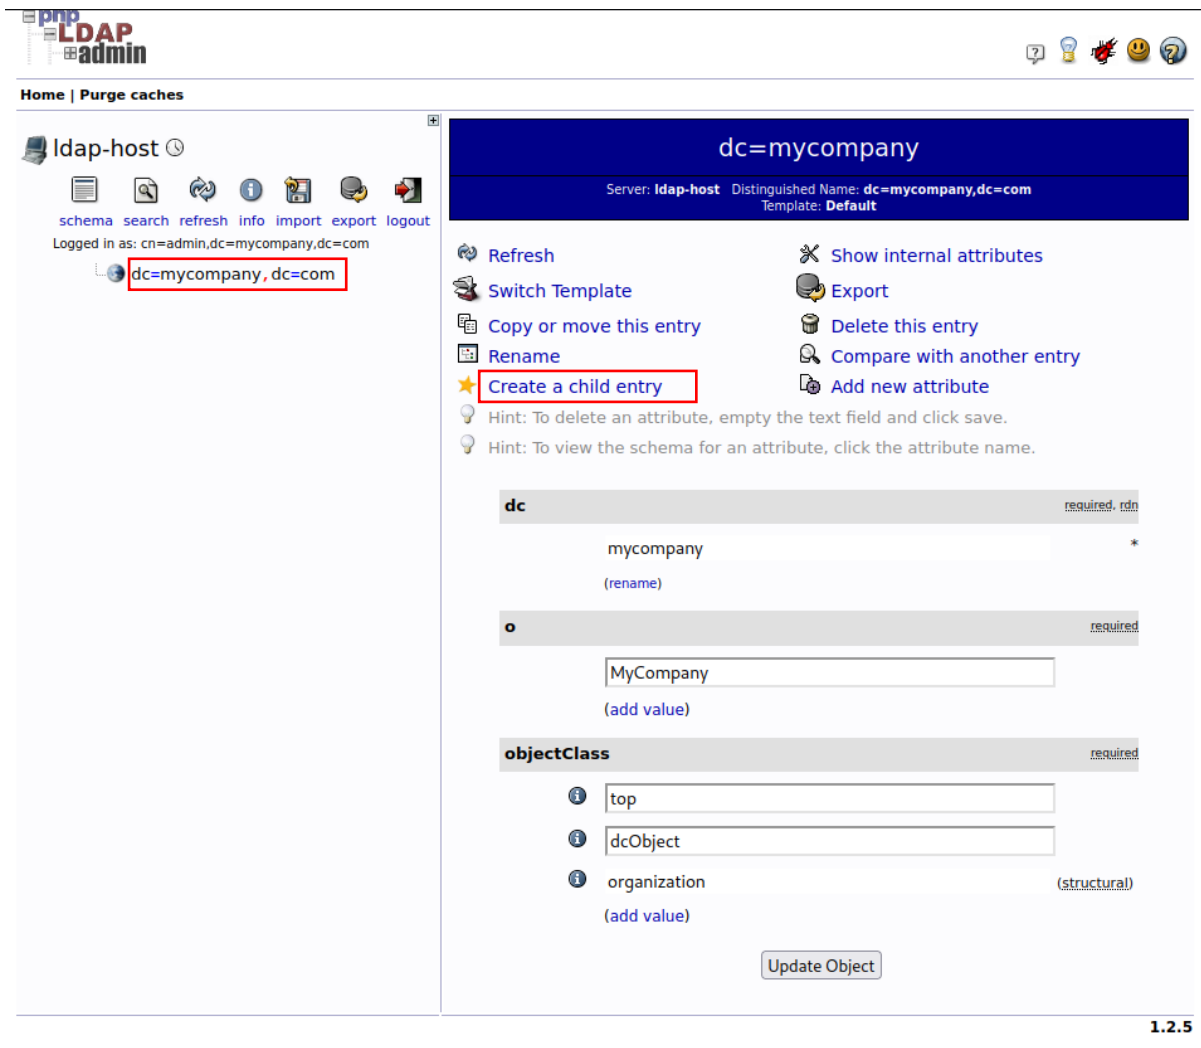 php
LDAP
admin
Home | Purge caches
ldap-host
schema search refresh info import export logout
Logged in as: cn=admin,dc=mycompany,dc=com
dc=mycompany,dc=com
dc=mycompany
Server: ldap-host Distinguished Name: dc=mycompany,dc=com
Template: Default
Refresh Show internal attributes
Switch Template Export
Copy or move this entry Delete this entry
Rename Compare with another entry
Create a child entry Add new attribute
Hint: To delete an attribute, empty the text field and click save.
Hint: To view the schema for an attribute, click the attribute name.
dc required, rdn
mycompany *
(rename)
o required
MyCompany
(add value)
objectClass required
top
dcObject
organization (structural)
(add value)
Update Object
1.2.5